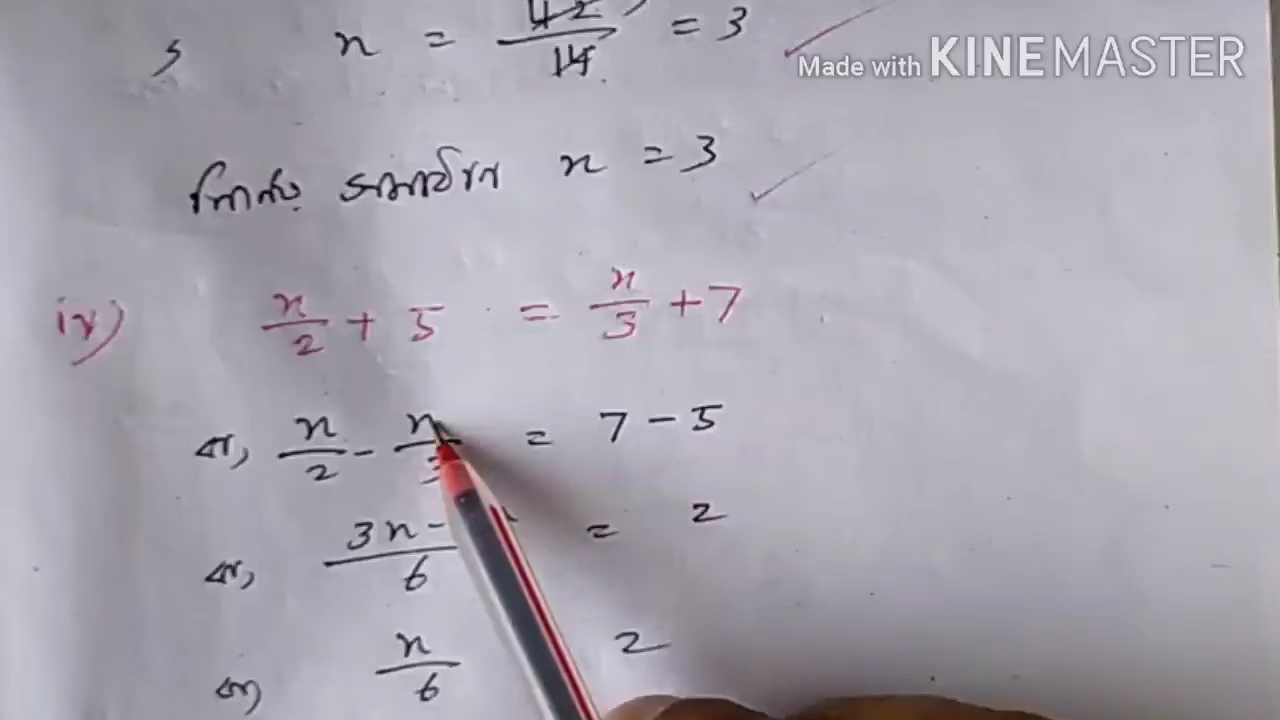 x = 42/14 = 3
Made with KINEMASTER
নির্ণেয় সমাধান x = 3
iv) x/2 + 5 = x/3 + 7
বা, x/2 - x/3 = 7 - 5
বা, 3x - /6 = 2
বা, x/6 2